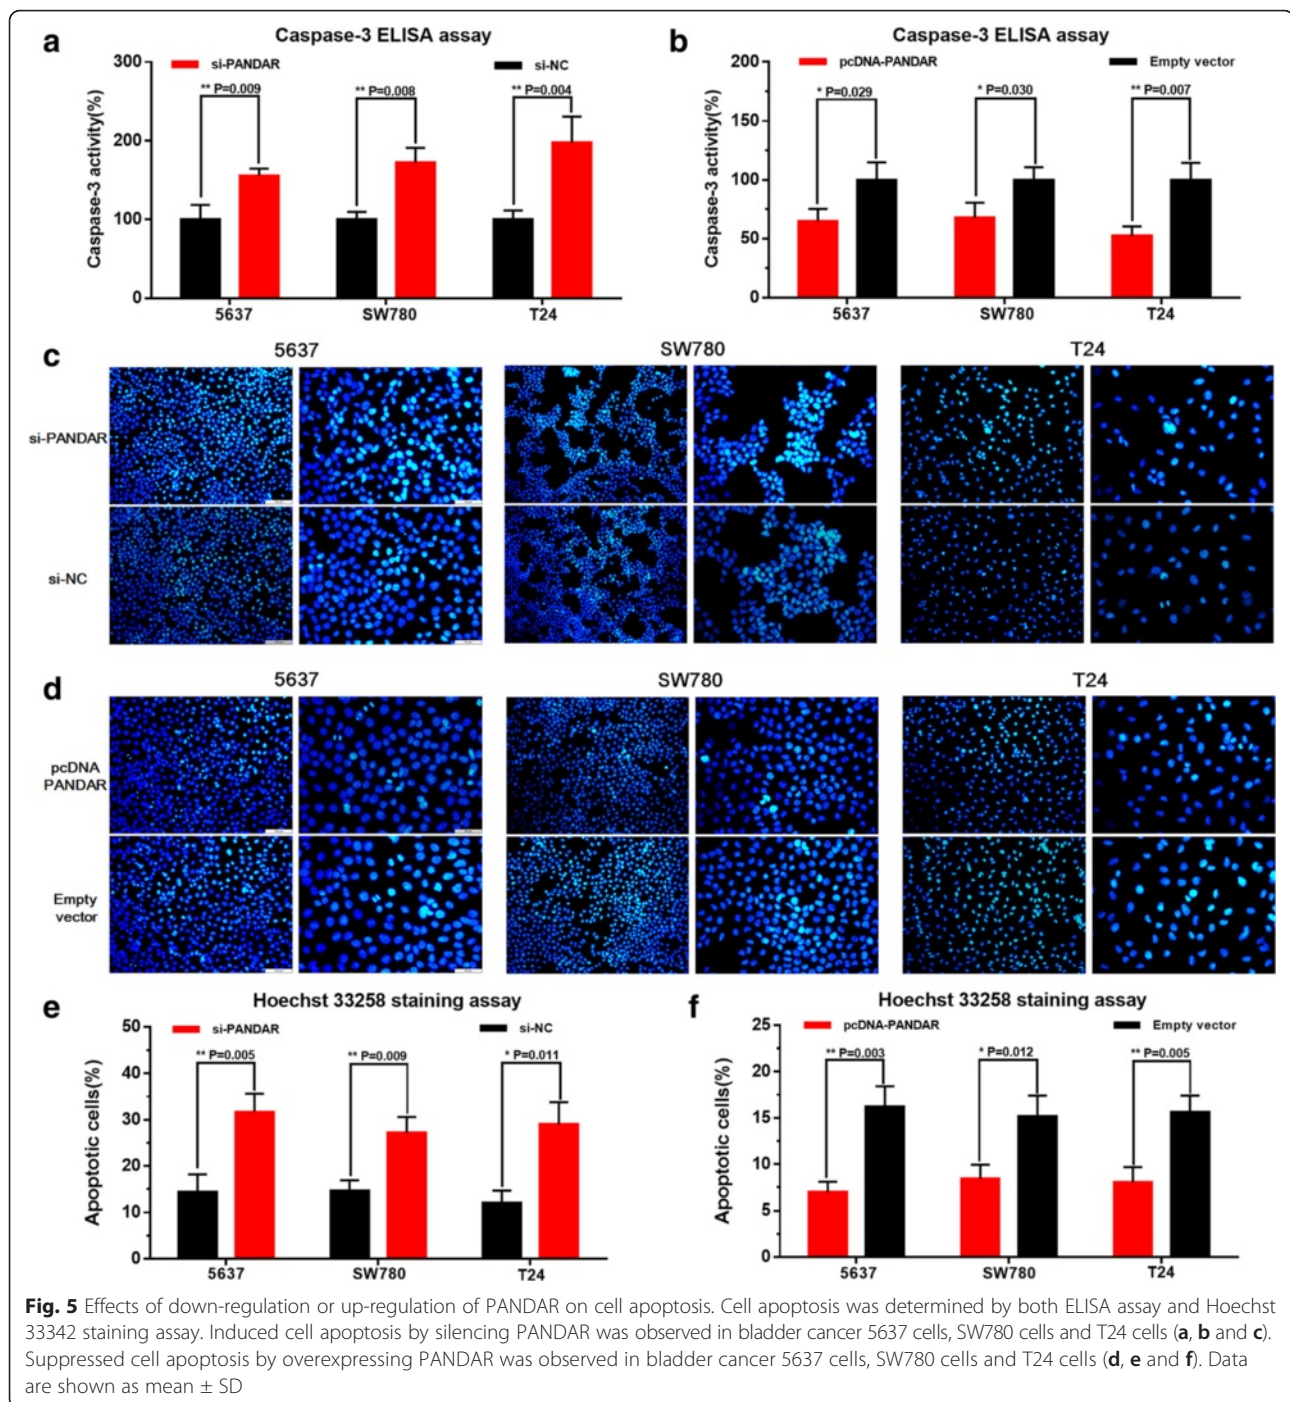 a
Caspase-3 ELISA assay
si-PANDAR
si-NC
Caspase-3 activity(%)
300
200
100
0
** P=0.009
** P=0.008
** P=0.004
5637
SW780
T24
b
Caspase-3 ELISA assay
pcDNA-PANDAR
Empty vector
Caspase-3 activity(%)
200
150
100
50
0
* P=0.029
* P=0.030
** P=0.007
5637
SW780
T24
c
5637
SW780
T24
si-PANDAR
si-NC
d
5637
SW780
T24
pcDNA
PANDAR
Empty
vector
e
Hoechst 33258 staining assay
si-PANDAR
si-NC
Apoptotic cells(%)
50
40
30
20
10
0
** P=0.005
** P=0.009
* P=0.011
5637
SW780
T24
f
Hoechst 33258 staining assay
pcDNA-PANDAR
Empty vector
Apoptotic cells(%)
25
20
15
10
5
0
** P=0.003
* P=0.012
** P=0.005
5637
SW780
T24
Fig. 5 Effects of down-regulation or up-regulation of PANDAR on cell apoptosis. Cell apoptosis was determined by both ELISA assay and Hoechst
33342 staining assay. Induced cell apoptosis by silencing PANDAR was observed in bladder cancer 5637 cells, SW780 cells and T24 cells (a, b and c).
Suppressed cell apoptosis by overexpressing PANDAR was observed in bladder cancer 5637 cells, SW780 cells and T24 cells (d, e and f). Data
are shown as mean ± SD